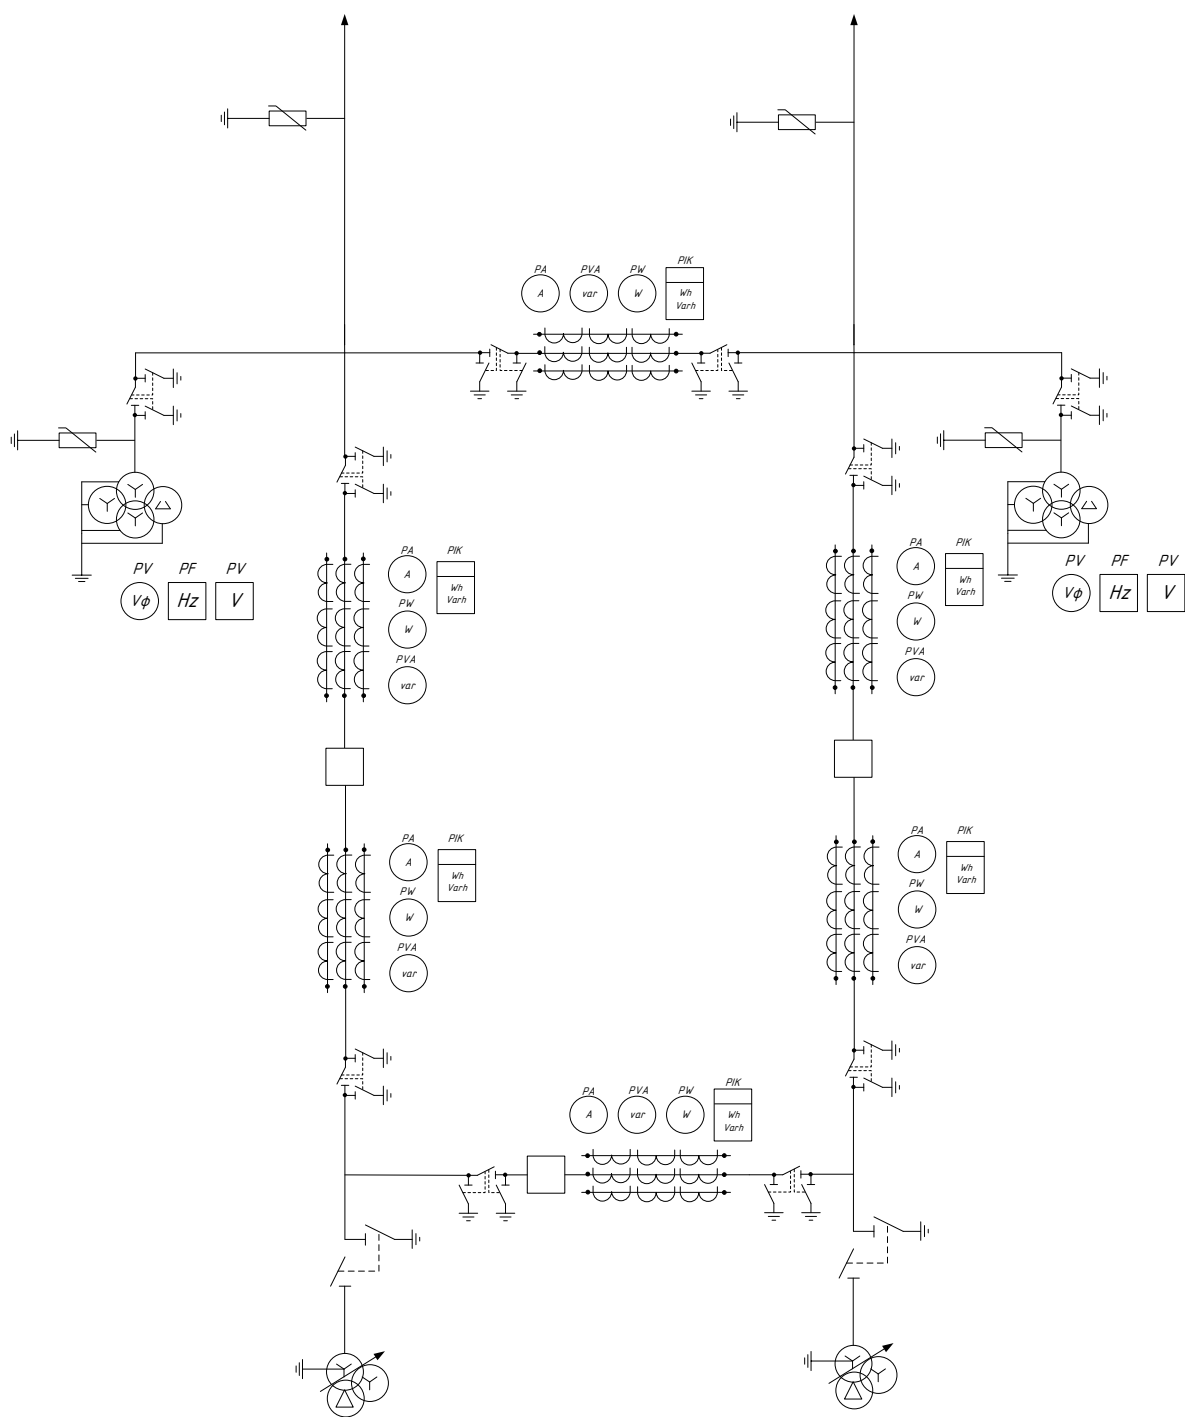 PA PVA PW PIK
A var W Wh
Varh
PA PIK
A Wh
Varh
PW
W
PVA
var
PA PIK
A Wh
Varh
PW
W
PVA
var
PV PF PV
Vφ Hz V
PV PF PV
Vφ Hz V
PA PIK
A Wh
Varh
PW
W
PVA
var
PA PIK
A Wh
Varh
PW
W
PVA
var
PA PVA PW PIK
A var W Wh
Varh